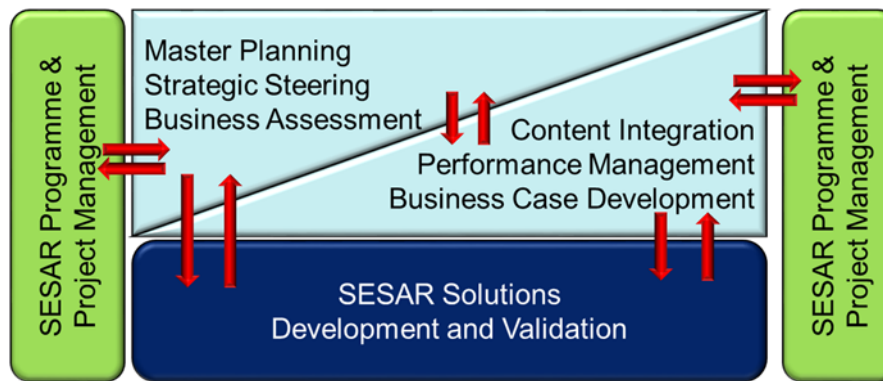 SESAR Programme &
Project Management
Master Planning
Strategic Steering
Business Assessment
Content Integration
Performance Management
Business Case Development
SESAR Solutions
Development and Validation
SESAR Programme &
Project Management